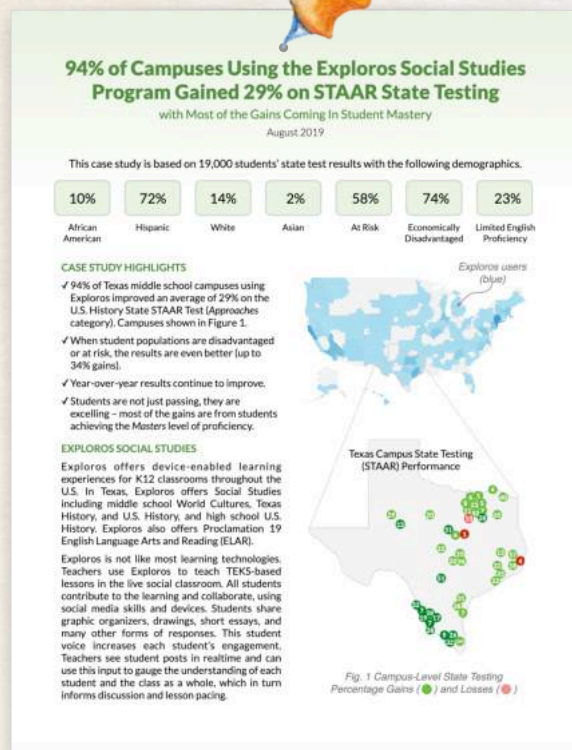 94% of Campuses Using the Exploros Social Studies
Program Gained 29% on STAAR State Testing
with Most of the Gains Coming In Student Mastery
August 2019
This case study is based on 19,000 students' state test results with the following demographics.
10%
72%
14%
2%
58%
74%
23%
African
American
Hispanic
White
Asian
At Risk
Economically
Disadvantaged
Limited English
Proficiency
CASE STUDY HIGHLIGHTS
✓ 94% of Texas middle school campuses using
Exploros improved an average of 29% on the
U.S. History State STAAR Test (Approaches
category). Campuses shown in Figure 1.
✓ When student populations are disadvantaged
or at risk, the results are even better (up to
34% gains).
✓ Year-over-year results continue to improve.
✓ Students are not just passing, they are
excelling – most of the gains are from students
achieving the Masters level of proficiency.
EXPLOROS SOCIAL STUDIES
Exploros offers device-enabled learning
experiences for K12 classrooms throughout the
U.S. In Texas, Exploros offers Social Studies
including middle school World Cultures, Texas
History, and U.S. History, and high school U.S.
History. Exploros also offers Proclamation 19
English Language Arts and Reading (ELAR).
Exploros is not like most learning technologies.
Teachers use Exploros to teach TEKS-based
lessons in the live social classroom. All students
contribute to the learning and collaborate, using
social media skills and devices. Students share
graphic organizers, drawings, short essays, and
many other forms of responses. This student
voice increases each student's engagement.
Teachers see student posts in realtime and can
use this input to gauge the understanding of each
student and the class as a whole, which in turn
informs discussion and lesson pacing.
Exploros users
(blue)
Texas Campus State Testing
(STAAR) Performance
Fig. 1 Campus-Level State Testing
Percentage Gains ( ) and Losses ( )